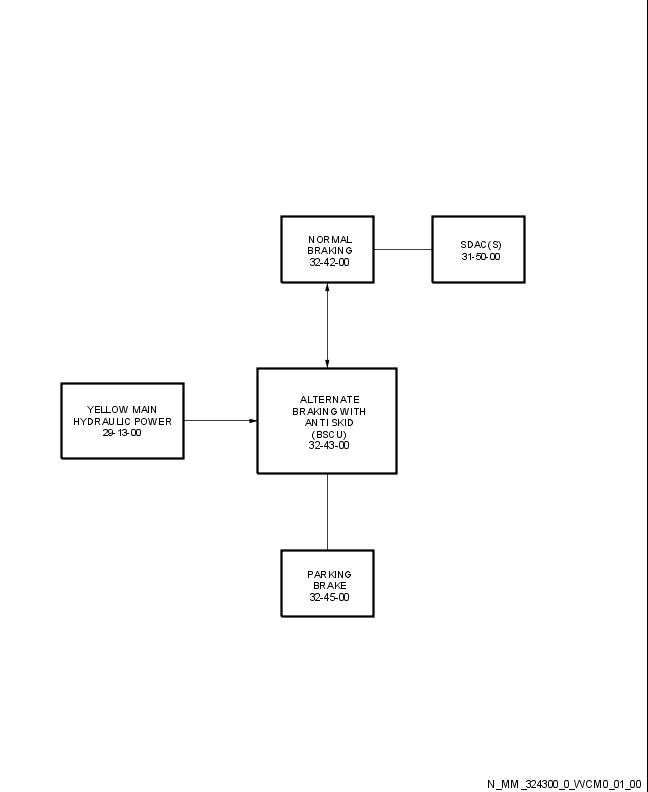 NORMAL
BRAKING
32-42-00
SDAC(S)
31-50-00
ALTERNATE
BRAKING WITH
ANTI SKID
(BSCU)
32-43-00
YELLOW MAIN
HYDRAULIC POWER
29-13-00
PARKING
BRAKE
32-45-00
N_MM_324300_0_VVCM0_01_00